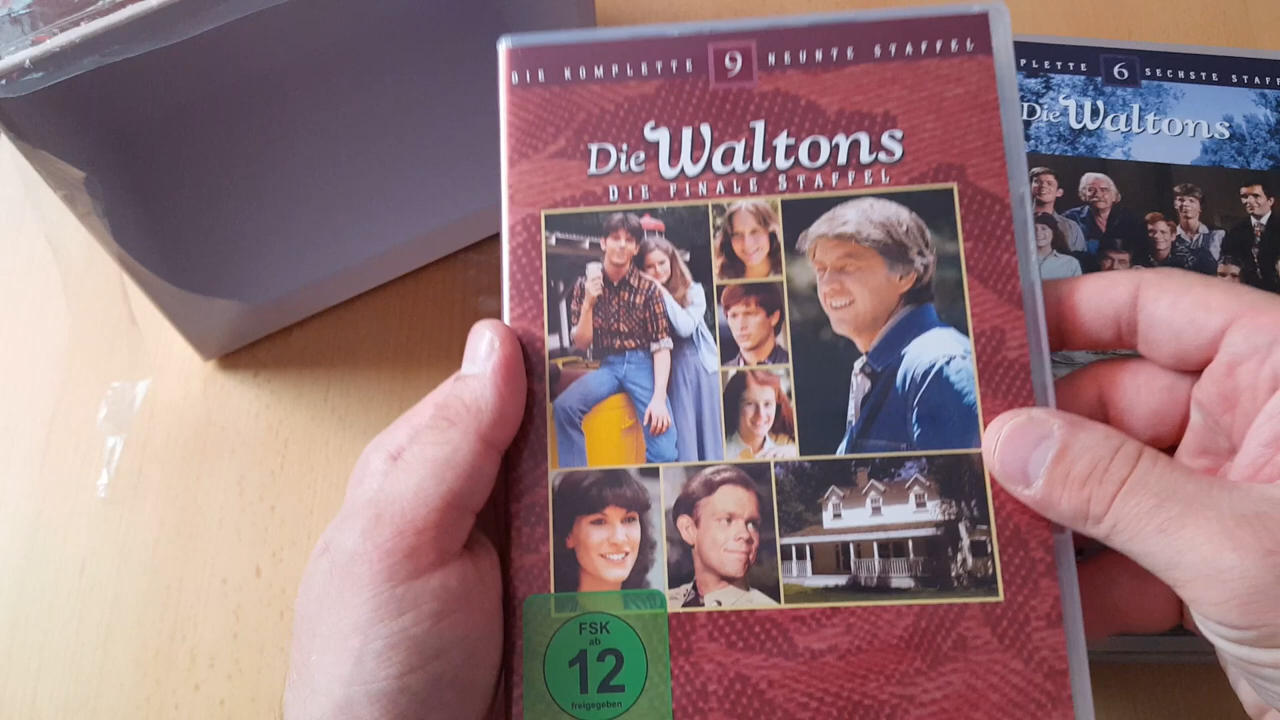 DIE KOMPLETTE 9 NEUNTE STAFFEL
Die Waltons
DIE FINALE STAFFEL
FSK
ab
12
freigegeben
PLETTE 6 SECHSTE STAFF
Die Waltons